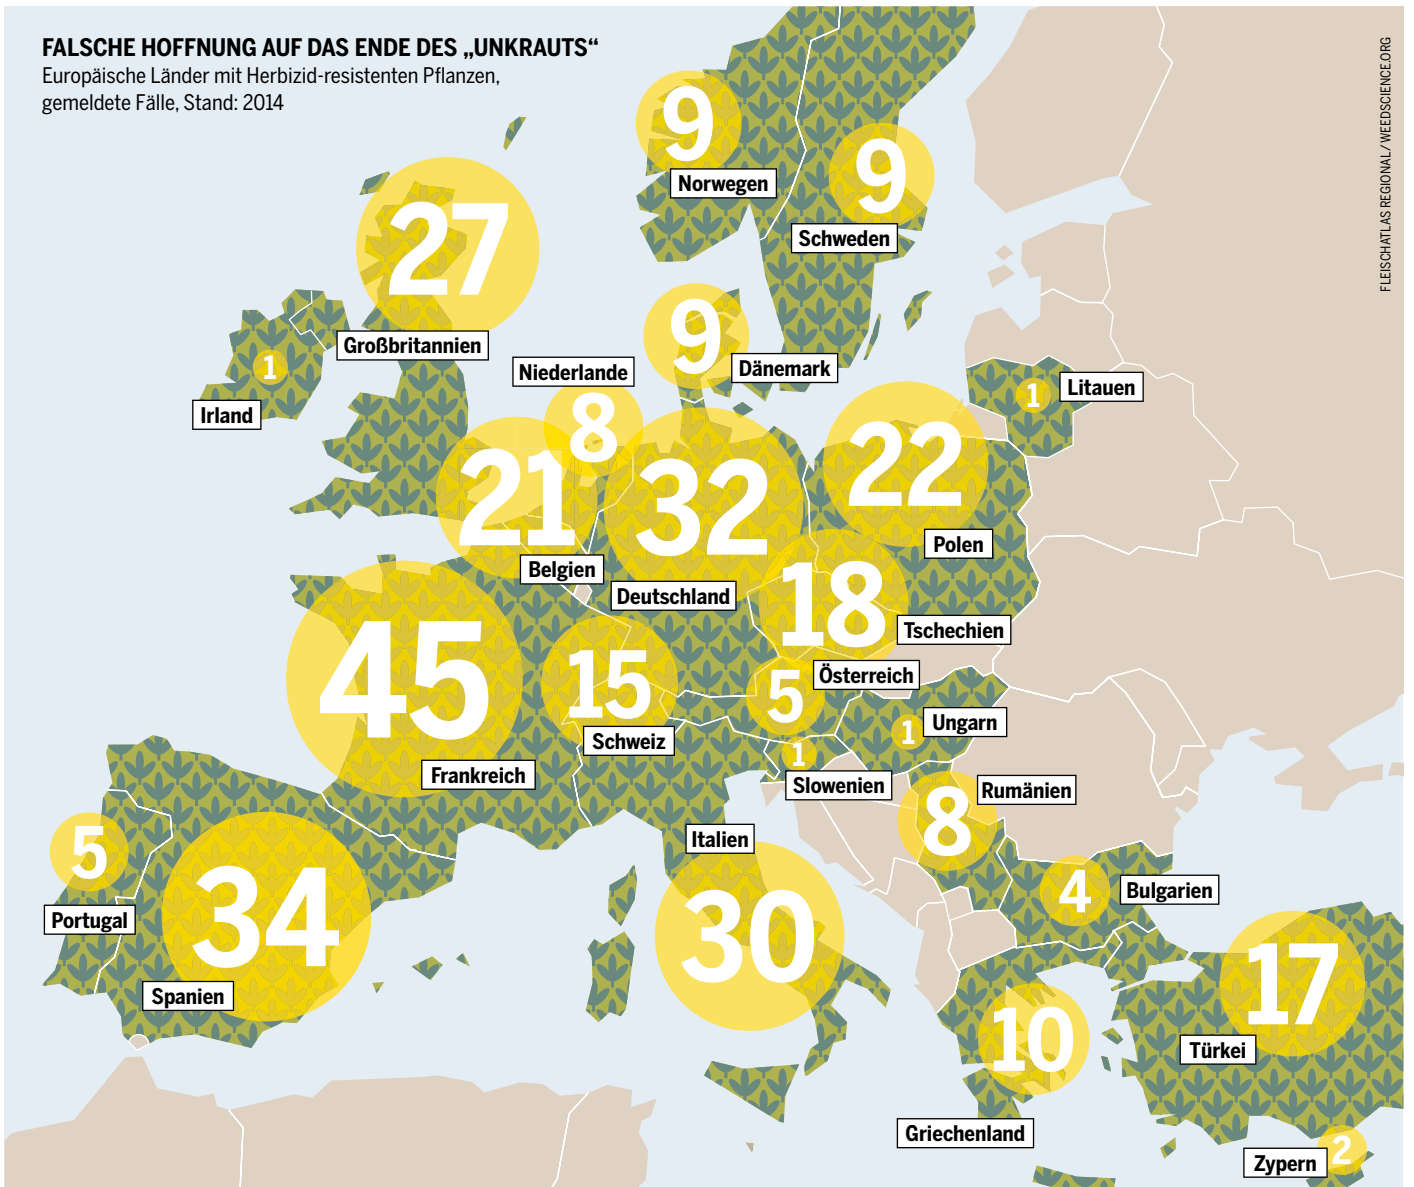 FALSCHE HOFFNUNG AUF DAS ENDE DES „UNKRAUTS“
Europäische Länder mit Herbizid-resistenten Pflanzen,
gemeldete Fälle, Stand: 2014
FLEISCHATLAS REGIONAL / WEEDSCIENCE.ORG
9
Norwegen
9
Schweden
27
Großbritannien
1
Irland
9
Dänemark
Niederlande
8
1
Litauen
21
Belgien
32
Deutschland
22
Polen
18
Tschechien
45
Frankreich
15
Schweiz
5
Österreich
1
Ungarn
1
Slowenien
8
Rumänien
5
Portugal
34
Spanien
Italien
30
4
Bulgarien
10
Griechenland
17
Türkei
Zypern
2